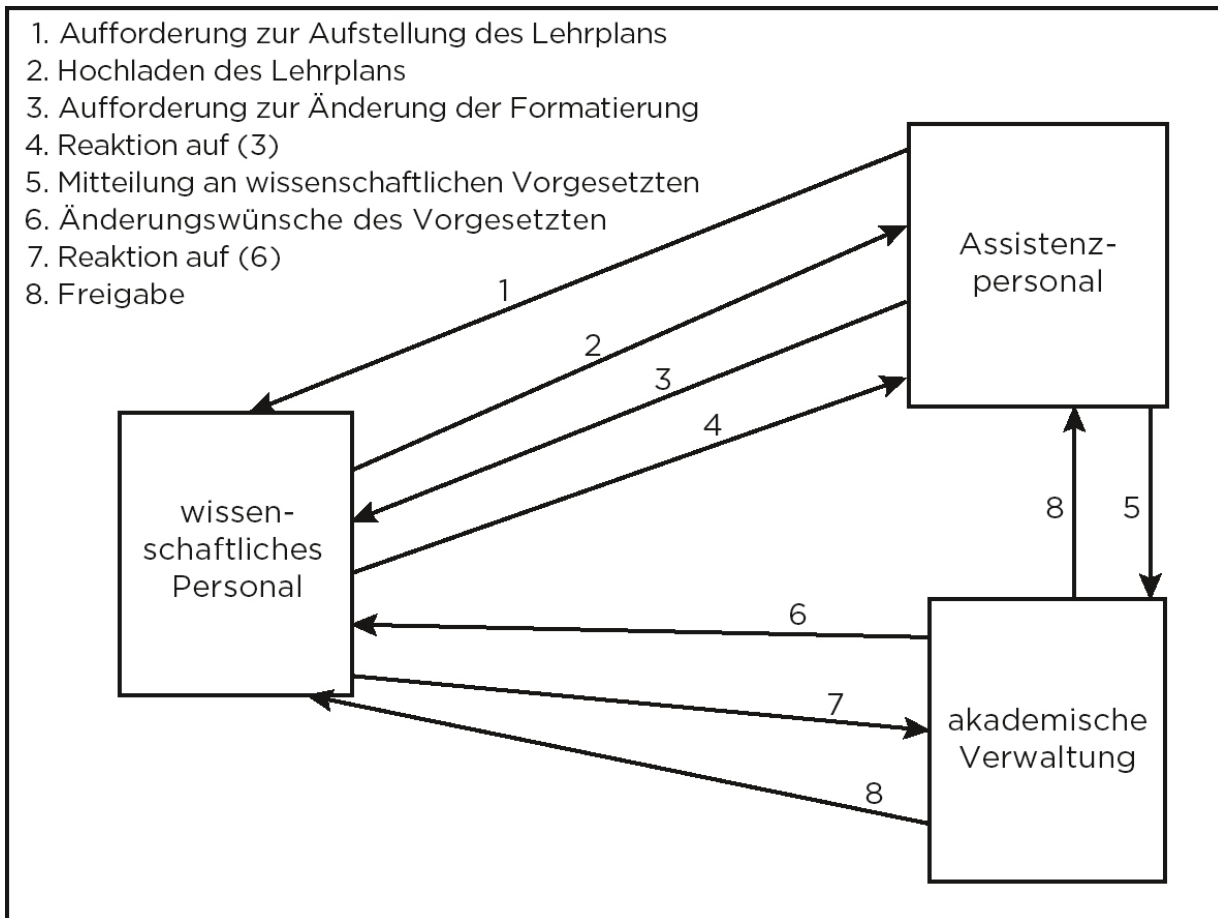 1. Aufforderung zur Aufstellung des Lehrplans
2. Hochladen des Lehrplans
3. Aufforderung zur Änderung der Formatierung
4. Reaktion auf (3)
5. Mitteilung an wissenschaftlichen Vorgesetzten
6. Änderungswünsche des Vorgesetzten
7. Reaktion auf (6)
8. Freigabe
Assistenz-
personal
1
2
3
4
wissen-
schaftliches
Personal
8
5
6
7
akademische
Verwaltung
8